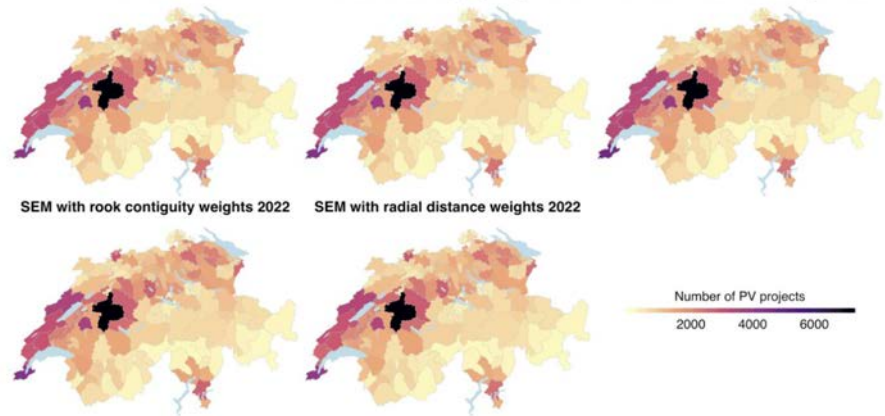 SEM with rook contiguity weights 2022 SEM with radial distance weights 2022
Number of PV projects
2000 4000 6000